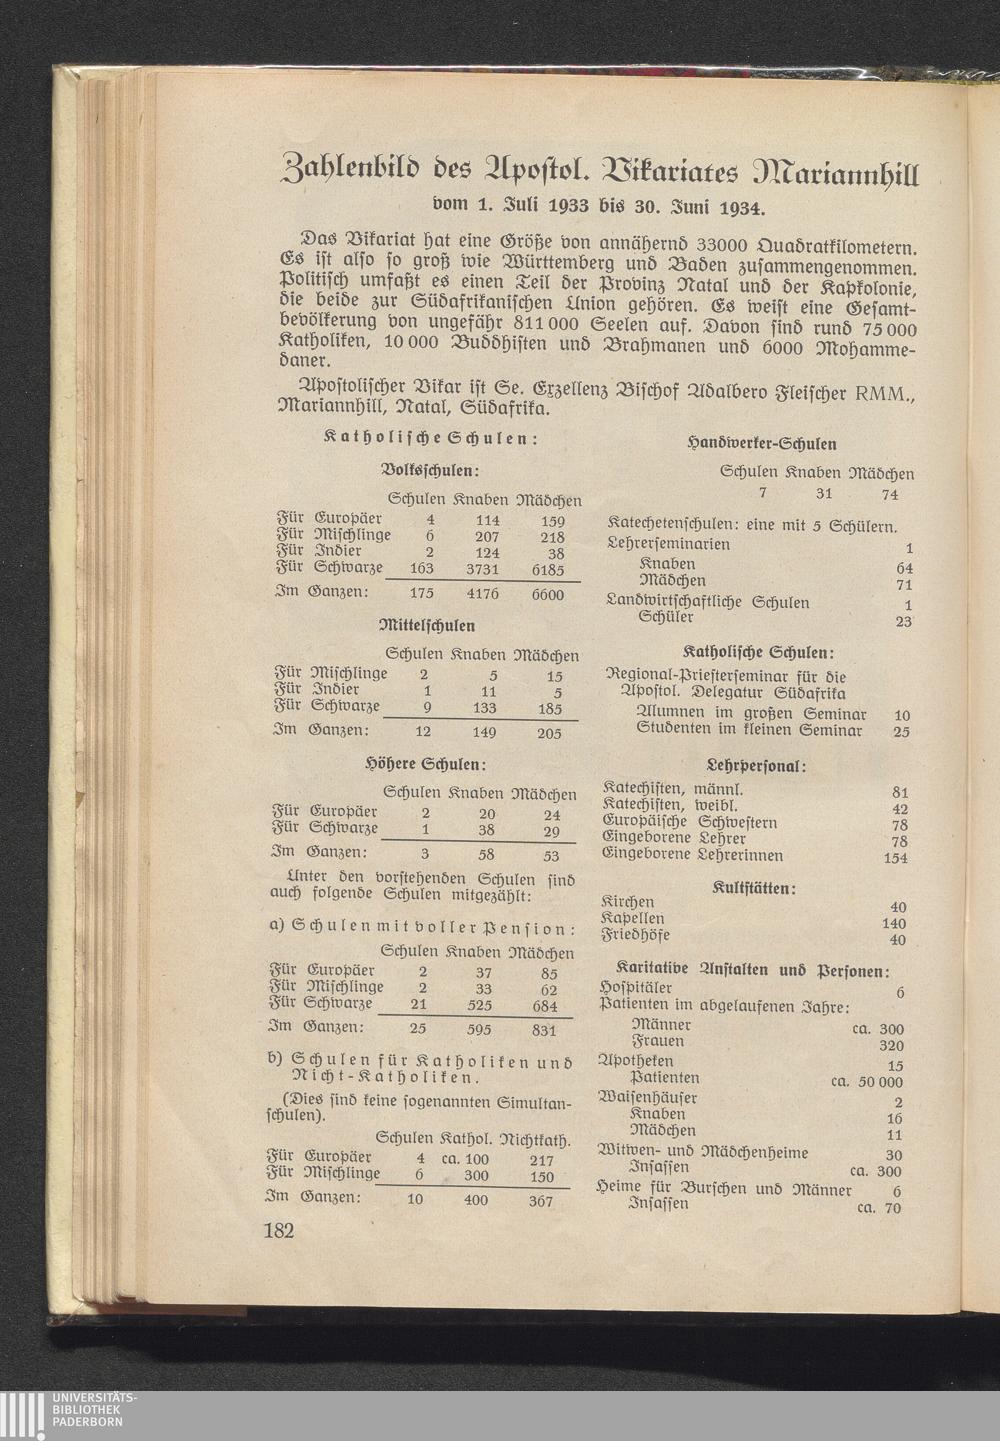 Zahlenbild des Apostol. Vikariates Mariannhill
vom 1. Juli 1933 bis 30. Juni 1934.
Das Vikariat hat eine Größe von annähernd 33000 Quadratkilometern.
Es ist also so groß wie Württemberg und Baden zusammengenommen.
Politisch umfaßt es einen Teil der Provinz Natal und der Kapkolonie,
die beide zur Südafrikanischen Union gehören. Es weist eine Gesamt-
bevölkerung von ungefähr 811 000 Seelen auf. Davon sind rund 75 000
Katholiken, 10 000 Buddhisten und Brahmanen und 6000 Mohamme-
daner.
Apostolischer Vikar ist Se. Exzellenz Bischof Adalbero Fleischer RMM.,
Mariannhill, Natal, Südafrika.
Katholische Schulen:
Volksschulen:
Schulen Knaben Mädchen
Für Europäer 4 114 159
Für Mischlinge 6 207 218
Für Indier 2 124 38
Für Schwarze 163 3731 6185
Im Ganzen: 175 4176 6600
Mittelschulen
Schulen Knaben Mädchen
Für Mischlinge 2 5 15
Für Indier 1 11 5
Für Schwarze 9 133 185
Im Ganzen: 12 149 205
Höhere Schulen:
Schulen Knaben Mädchen
Für Europäer 2 20 24
Für Schwarze 1 38 29
Im Ganzen: 3 58 53
Unter den vorstehenden Schulen sind
auch folgende Schulen mitgezählt:
a) Schulen mit voller Pension:
Schulen Knaben Mädchen
Für Europäer 2 37 85
Für Mischlinge 2 33 62
Für Schwarze 21 525 684
Im Ganzen: 25 595 831
b) Schulen für Katholiken und
Nicht-Katholiken.
(Dies sind keine sogenannten Simultan-
schulen).
Schulen Kathol. Nichtkath.
Für Europäer 4 ca. 100 217
Für Mischlinge 6 300 150
Im Ganzen: 10 400 367
182
Handwerker-Schulen
Schulen Knaben Mädchen
7 31 74
Katechetenschulen: eine mit 5 Schülern.
Lehrerseminarien 1
Knaben 64
Mädchen 71
Landwirtschaftliche Schulen 1
Schüler 23
Katholische Schulen:
Regional-Priesterseminar für die
Apostol. Delegatur Südafrika
Alumnen im großen Seminar 10
Studenten im kleinen Seminar 25
Lehrpersonal:
Katechisten, männl. 81
Katechisten, weibl. 42
Europäische Schwestern 78
Eingeborene Lehrer 78
Eingeborene Lehrerinnen 154
Kultstätten:
Kirchen 40
Kapellen 140
Friedhöfe 40
Karitative Anstalten und Personen:
Hospitäler 6
Patienten im abgelaufenen Jahre:
Männer ca. 300
Frauen 320
Apotheken 15
Patienten ca. 50 000
Waisenhäuser 2
Knaben 16
Mädchen 11
Witwen- und Mädchenheime 30
Insassen ca. 300
Heime für Burschen und Männer 6
Insassen ca. 70
UNIVERSITÄTS-
BIBLIOTHEK
PADERBORN